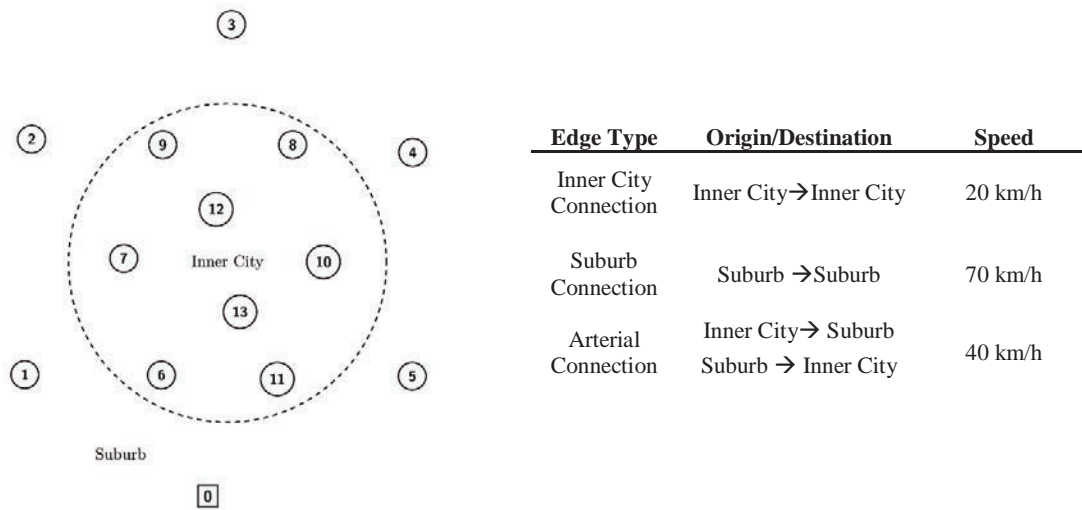 3
2
9
8
4
12
7
Inner City
10
13
1
6
11
5
Suburb
0
Edge Type Origin/Destination Speed
Inner City
Connection
Inner City→Inner City
20 km/h
Suburb
Connection
Suburb →Suburb
70 km/h
Arterial
Connection
Inner City→ Suburb
Suburb → Inner City
40 km/h